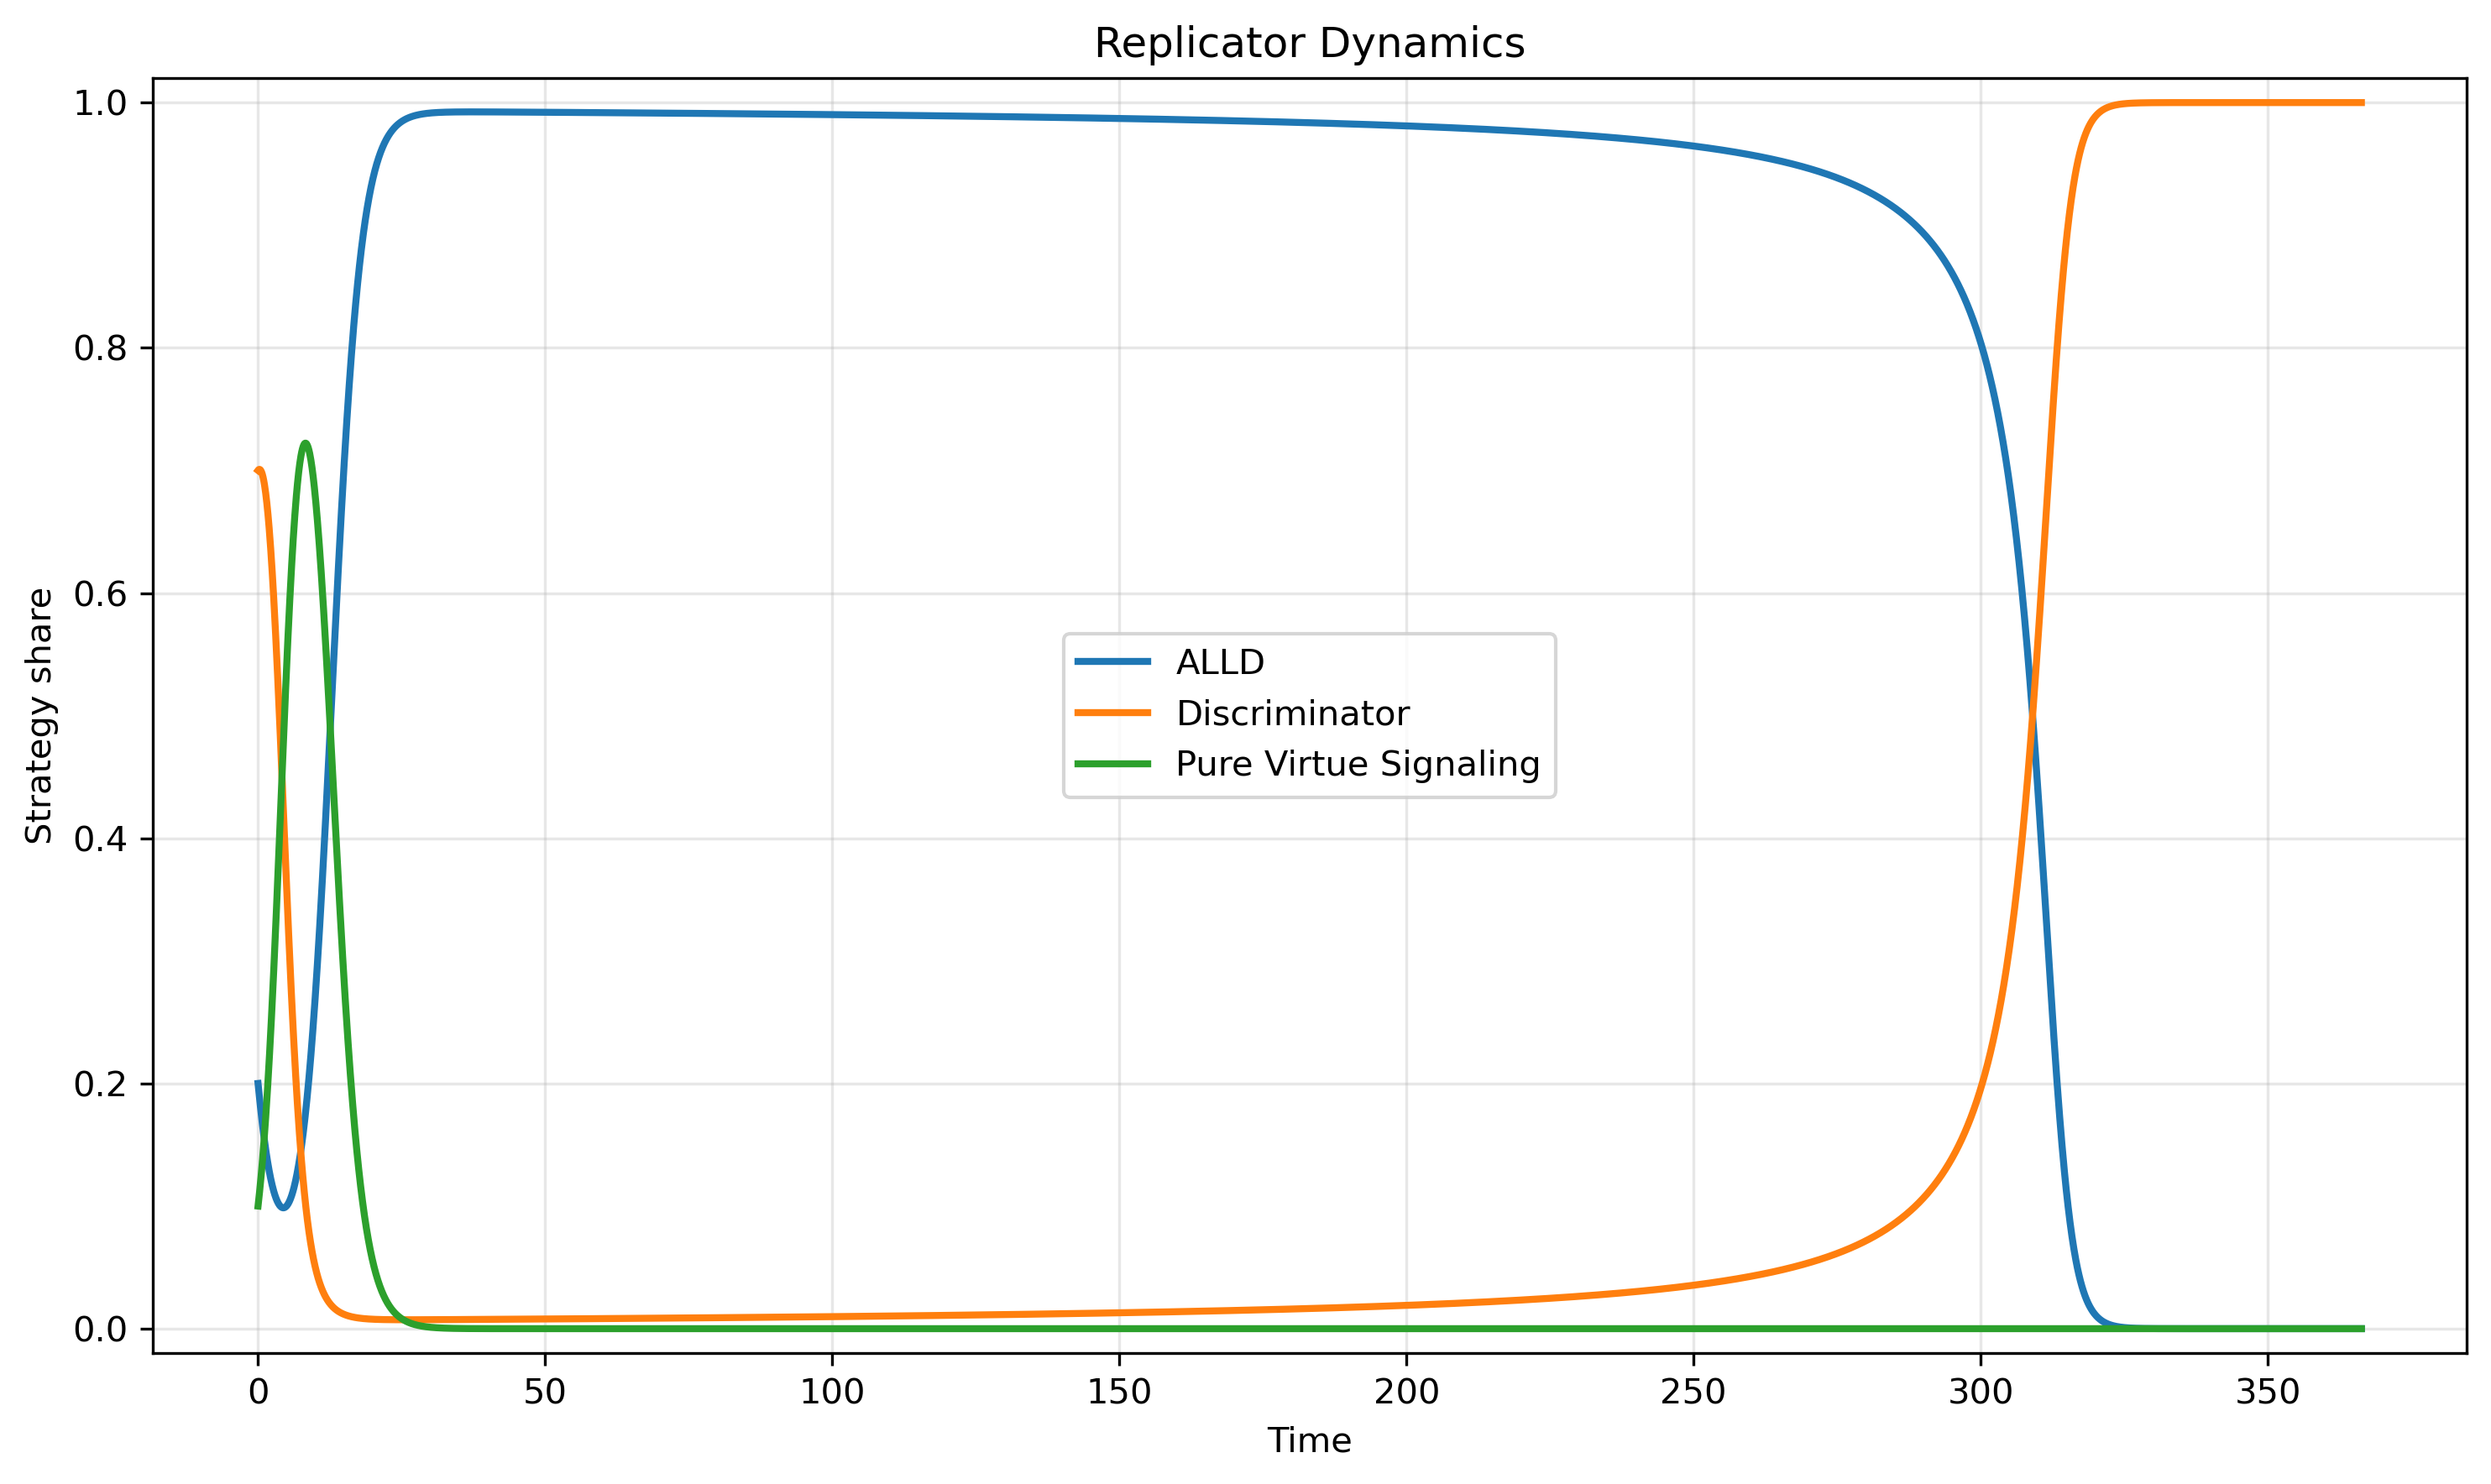 Replicator Dynamics
Strategy share
1.0
0.8
0.6
0.4
0.2
0.0
ALLD
Discriminator
Pure Virtue Signaling
0 50 100 150 200 250 300 350
Time